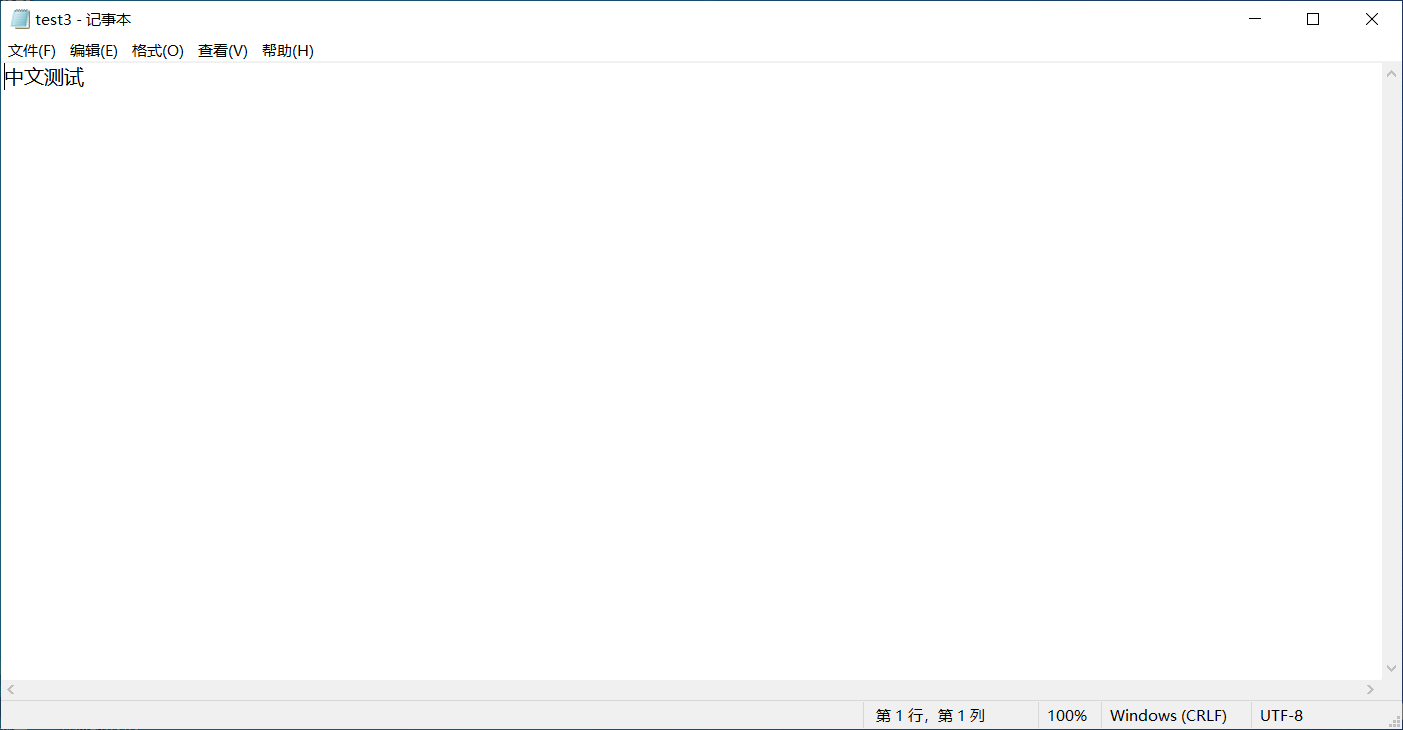 test3 - 记事本
文件(F) 编辑(E) 格式(O) 查看(V) 帮助(H)
中文测试
第 1 行，第 1 列 100% Windows (CRLF) UTF-8